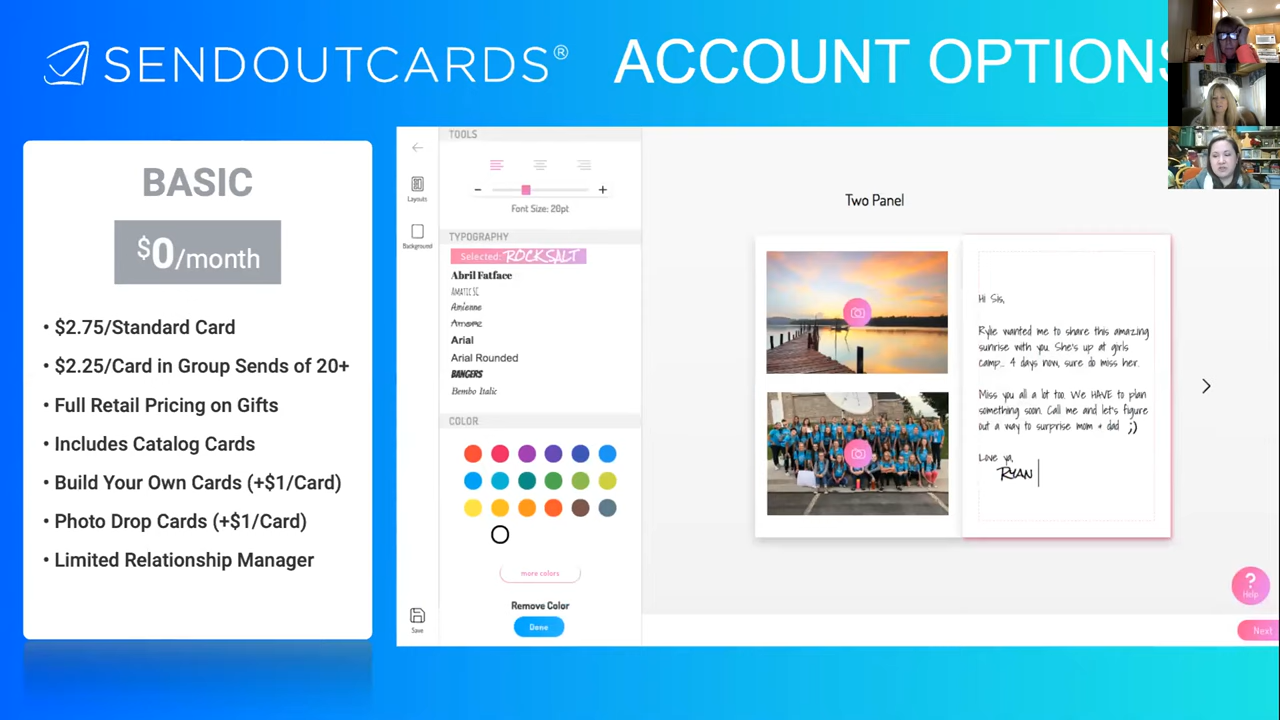 SENDOUTCARDS®
ACCOUNT OPTIONS
BASIC
$0/month
• $2.75/Standard Card
• $2.25/Card in Group Sends of 20+
• Full Retail Pricing on Gifts
• Includes Catalog Cards
• Build Your Own Cards (+$1/Card)
• Photo Drop Cards (+$1/Card)
• Limited Relationship Manager
Layouts
Background
Save
TOOLS
Font Size: 20pt
TYPOGRAPHY
Selected: ROCK SALT
Abril Fatface
AMATIC SC
Amienne
Arial
Arial Rounded
BANGERS
Bembo Italic
COLOR
more colors
Remove Color
Done
Two Panel
Hi Sis,
Rylie wanted me to share this amazing
sunrise with you. She's up at girls
camp... 4 days now, sure do miss her.
Miss you all a lot too. We HAVE to plan
something soon. Call me and let's figure
out a way to surprise mom + dad ;)
Love ya,
RYAN
?
Help
Next